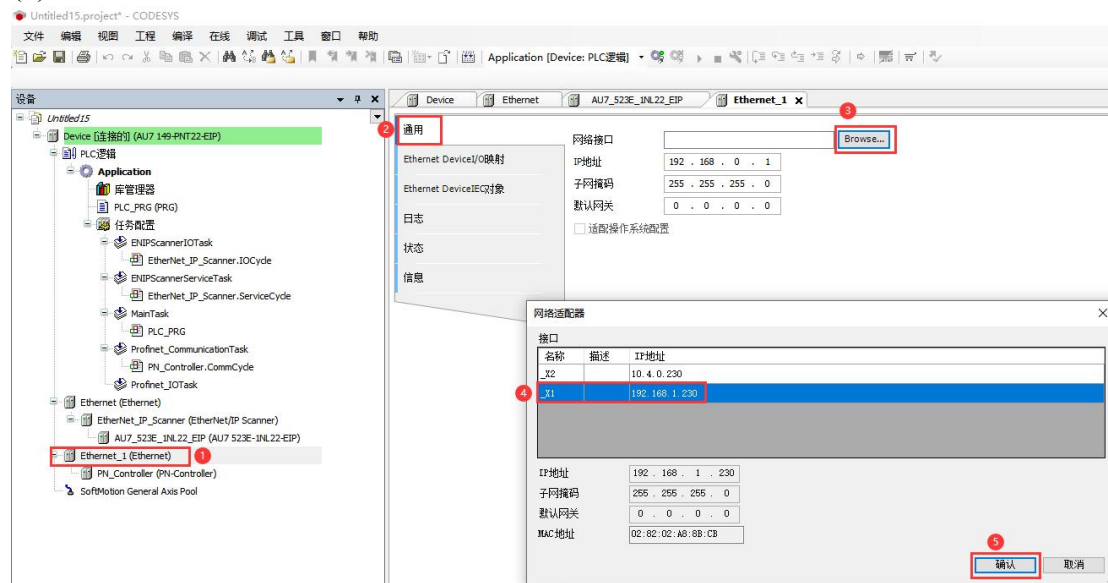 Untitled15.project* - CODESYS
文件 编辑 视图 工程 编译 在线 调试 工具 窗口 帮助
Application [Device: PLC逻辑]
设备
Untitled15
Device [连接的] (AU7 149-PNT22-EIP)
PLC逻辑
Application
库管理器
PLC_PRG (PRG)
任务配置
ENIPScannerIOTask
EtherNet_IP_Scanner.IOCycle
ENIPScannerServiceTask
EtherNet_IP_Scanner.ServiceCycle
MainTask
PLC_PRG
Profinet_CommunicationTask
PN_Controller.CommCycle
Profinet_IOTask
Ethernet (Ethernet)
EtherNet_IP_Scanner (EtherNet/IP Scanner)
AU7_523E_1NL22_EIP (AU7 523E-1NL22-EIP)
Ethernet_1 (Ethernet) 1
PN_Controller (PN-Controller)
SoftMotion General Axis Pool
Device Ethernet AU7_523E_1NL22_EIP Ethernet_1
2 通用
Ethernet DeviceI/O映射
Ethernet DeviceIEC对象
日志
状态
信息
3
网络接口 Browse...
IP地址 192 . 168 . 0 . 1
子网掩码 255 . 255 . 255 . 0
默认网关 0 . 0 . 0 . 0
适配操作系统配置
网络适配器
接口
名称 描述 IP地址
_X2 10.4.0.230
4 _X1 192.168.1.230
IP地址 192 . 168 . 1 . 230
子网掩码 255 . 255 . 255 . 0
默认网关 0 . 0 . 0 . 0
MAC地址 02:82:02:A8:8B:CB
5
确认 取消